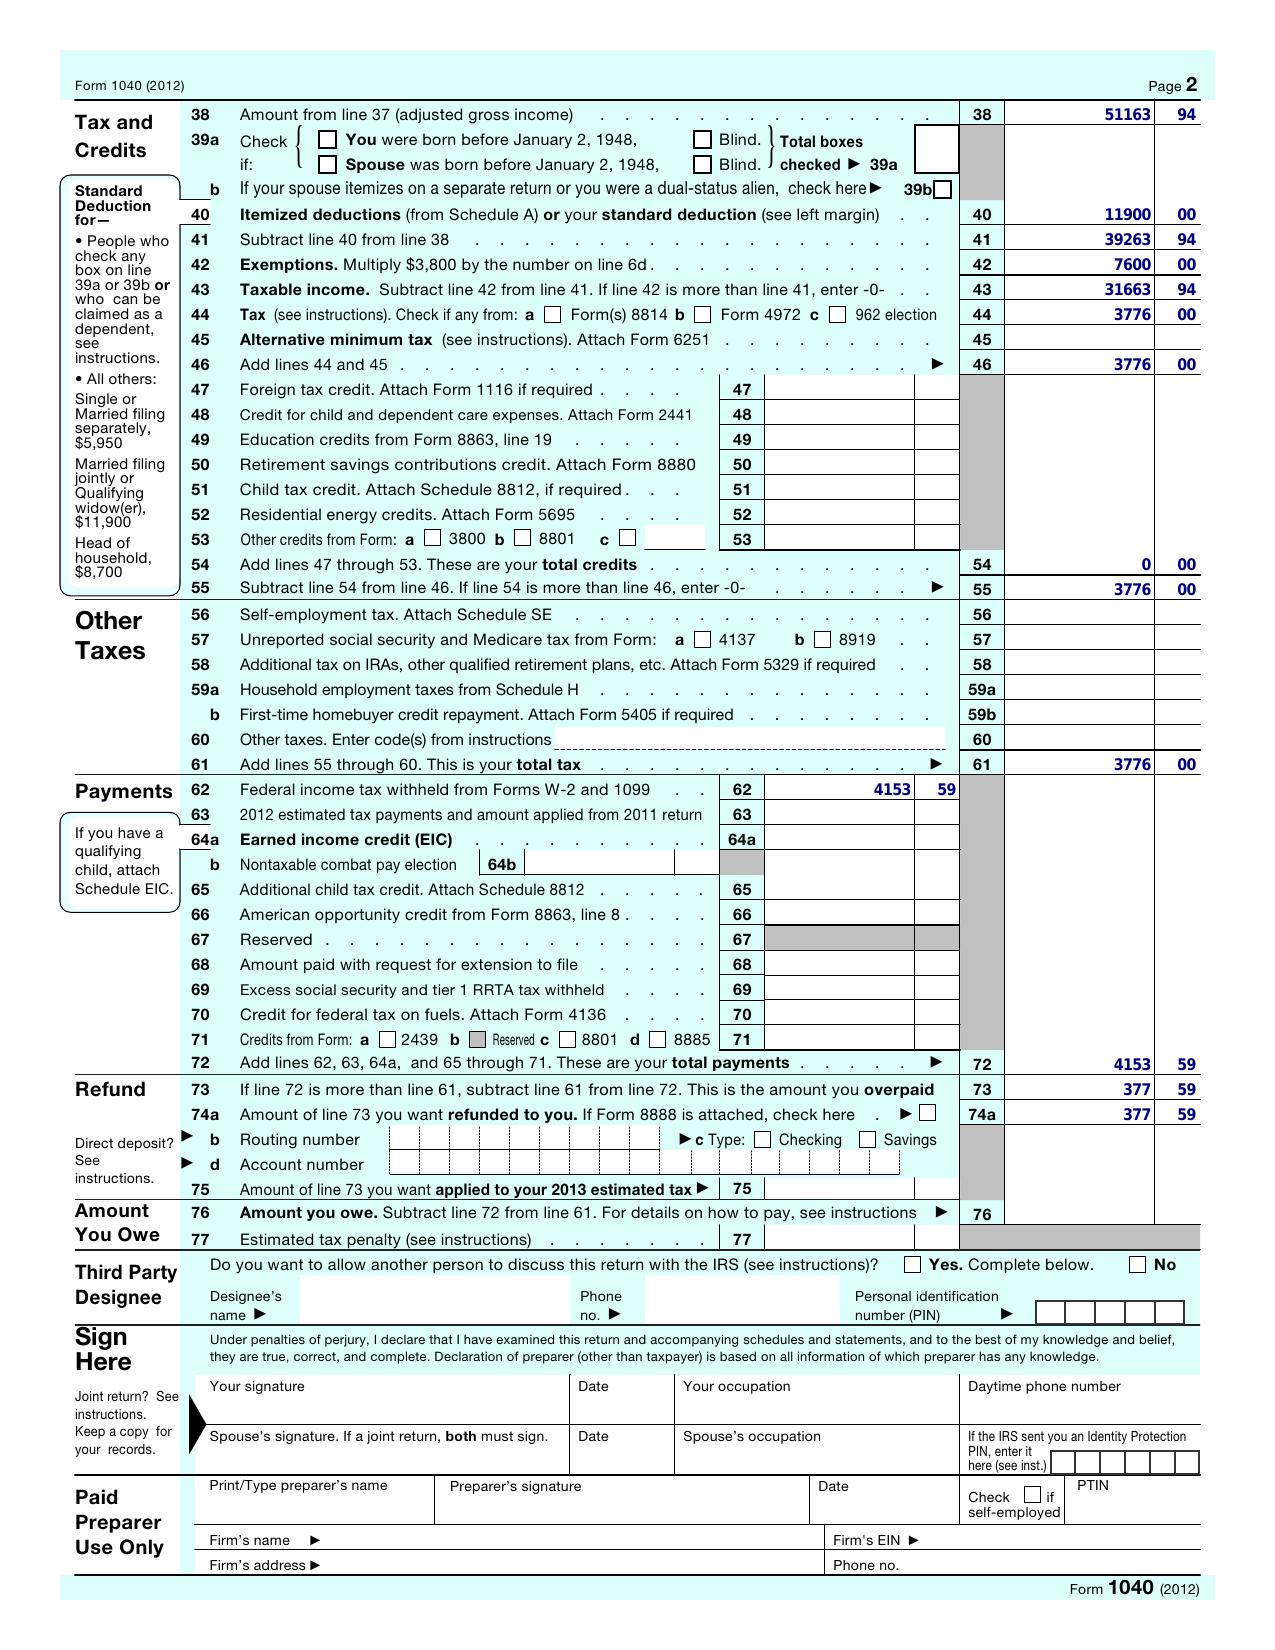 Form 1040 (2012) Page 2
Tax and Credits
38 Amount from line 37 (adjusted gross income) . . . . . . . . . . . . . . 38 51163 94
39a Check if: { You were born before January 2, 1948, Blind. } Total boxes
Spouse was born before January 2, 1948, Blind. checked ▶ 39a
b If your spouse itemizes on a separate return or you were a dual-status alien, check here ▶ 39b
Standard Deduction for—
• People who check any box on line 39a or 39b or who can be claimed as a dependent, see instructions.
• All others:
Single or Married filing separately, $5,950
Married filing jointly or Qualifying widow(er), $11,900
Head of household, $8,700
40 Itemized deductions (from Schedule A) or your standard deduction (see left margin) . . 40 11900 00
41 Subtract line 40 from line 38 . . . . . . . . . . . . . . . . . . . 41 39263 94
42 Exemptions. Multiply $3,800 by the number on line 6d . . . . . . . . . . . . 42 7600 00
43 Taxable income. Subtract line 42 from line 41. If line 42 is more than line 41, enter -0- . . 43 31663 94
44 Tax (see instructions). Check if any from: a Form(s) 8814 b Form 4972 c 962 election 44 3776 00
45 Alternative minimum tax (see instructions). Attach Form 6251 . . . . . . . . . 45
46 Add lines 44 and 45 . . . . . . . . . . . . . . . . . . . . . ▶ 46 3776 00
47 Foreign tax credit. Attach Form 1116 if required . . . . 47
48 Credit for child and dependent care expenses. Attach Form 2441 48
49 Education credits from Form 8863, line 19 . . . . . 49
50 Retirement savings contributions credit. Attach Form 8880 50
51 Child tax credit. Attach Schedule 8812, if required . . . 51
52 Residential energy credits. Attach Form 5695 . . . . 52
53 Other credits from Form: a 3800 b 8801 c 53
54 Add lines 47 through 53. These are your total credits . . . . . . . . . . . . 54 0 00
55 Subtract line 54 from line 46. If line 54 is more than line 46, enter -0- . . . . . . ▶ 55 3776 00
Other Taxes
56 Self-employment tax. Attach Schedule SE . . . . . . . . . . . . . . . 56
57 Unreported social security and Medicare tax from Form: a 4137 b 8919 . . 57
58 Additional tax on IRAs, other qualified retirement plans, etc. Attach Form 5329 if required . . 58
59a Household employment taxes from Schedule H . . . . . . . . . . . . . . 59a
b First-time homebuyer credit repayment. Attach Form 5405 if required . . . . . . . . 59b
60 Other taxes. Enter code(s) from instructions 60
61 Add lines 55 through 60. This is your total tax . . . . . . . . . . . . . ▶ 61 3776 00
Payments
62 Federal income tax withheld from Forms W-2 and 1099 . . 62 4153 59
63 2012 estimated tax payments and amount applied from 2011 return 63
If you have a qualifying child, attach Schedule EIC.
64a Earned income credit (EIC) . . . . . . . . . . 64a
b Nontaxable combat pay election 64b
65 Additional child tax credit. Attach Schedule 8812 . . . . . 65
66 American opportunity credit from Form 8863, line 8 . . . . 66
67 Reserved . . . . . . . . . . . . . . . . 67
68 Amount paid with request for extension to file . . . . . 68
69 Excess social security and tier 1 RRTA tax withheld . . . . 69
70 Credit for federal tax on fuels. Attach Form 4136 . . . . 70
71 Credits from Form: a 2439 b Reserved c 8801 d 8885 71
72 Add lines 62, 63, 64a, and 65 through 71. These are your total payments . . . . . ▶ 72 4153 59
Refund
73 If line 72 is more than line 61, subtract line 61 from line 72. This is the amount you overpaid 73 377 59
74a Amount of line 73 you want refunded to you. If Form 8888 is attached, check here . ▶ 74a 377 59
Direct deposit? See instructions.
▶ b Routing number ▶ c Type: Checking Savings
▶ d Account number
75 Amount of line 73 you want applied to your 2013 estimated tax ▶ 75
Amount You Owe
76 Amount you owe. Subtract line 72 from line 61. For details on how to pay, see instructions ▶ 76
77 Estimated tax penalty (see instructions) . . . . . . . 77
Third Party Designee
Do you want to allow another person to discuss this return with the IRS (see instructions)? Yes. Complete below. No
Designee's name ▶ Phone no. ▶ Personal identification number (PIN) ▶
Sign Here
Under penalties of perjury, I declare that I have examined this return and accompanying schedules and statements, and to the best of my knowledge and belief,
they are true, correct, and complete. Declaration of preparer (other than taxpayer) is based on all information of which preparer has any knowledge.
Joint return? See instructions.
Keep a copy for your records.
Your signature Date Your occupation Daytime phone number
Spouse's signature. If a joint return, both must sign. Date Spouse's occupation If the IRS sent you an Identity Protection PIN, enter it here (see inst.)
Paid Preparer Use Only
Print/Type preparer's name Preparer's signature Date Check if self-employed PTIN
Firm's name ▶ Firm's EIN ▶
Firm's address ▶ Phone no.
Form 1040 (2012)